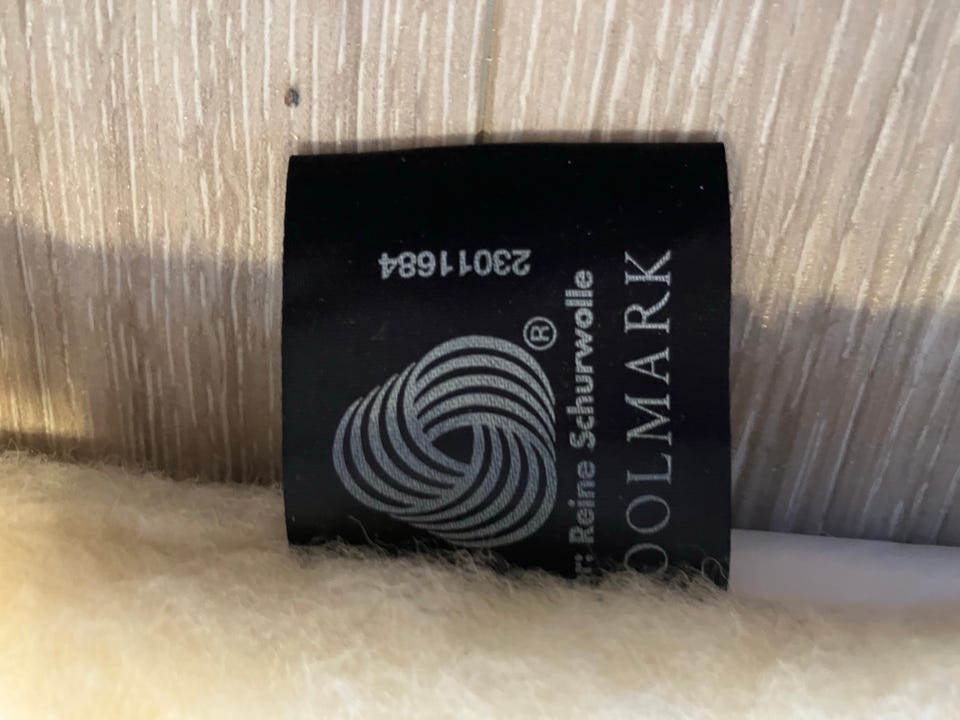 23011684
®
r: Reine Schurwolle
OOLMARK